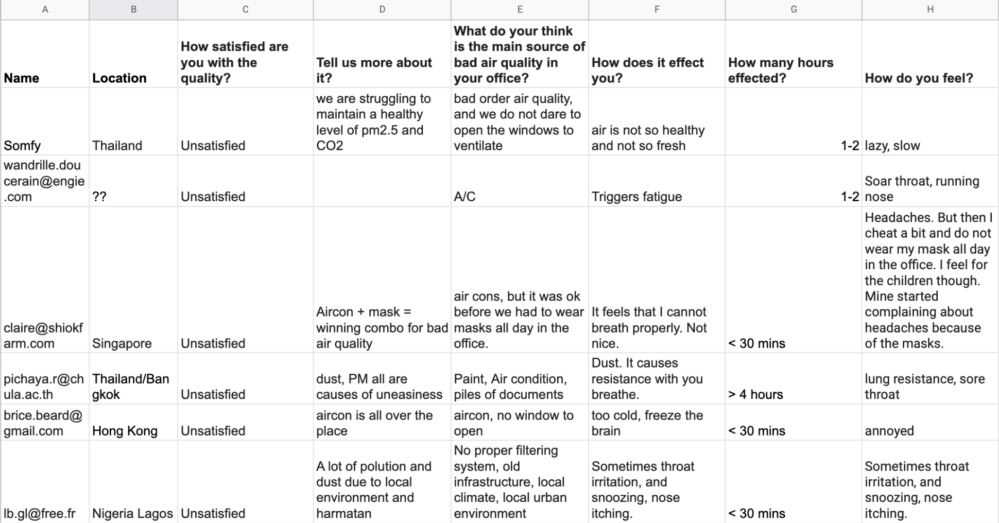 A B C D E F G H
Name
Location
How satisfied are
you with the
quality?
Tell us more about
it?
What do your think
is the main source of
bad air quality in
your office?
How does it effect
you?
How many hours
effected?
How do you feel?
Somfy
Thailand
Unsatisfied
we are struggling to
maintain a healthy
level of pm2.5 and
CO2
bad order air quality,
and we do not dare to
open the windows to
ventilate
air is not so healthy
and not so fresh
1-2
lazy, slow
wandrille.dou
cerain@engie
.com
??
Unsatisfied
A/C
Triggers fatigue
1-2
Soar throat, running
nose
claire@shiokf
arm.com
Singapore
Unsatisfied
Aircon + mask =
winning combo for bad
air quality
air cons, but it was ok
before we had to wear
masks all day in the
office.
It feels that I cannot
breath properly. Not
nice.
< 30 mins
Headaches. But then I
cheat a bit and do not
wear my mask all day
in the office. I feel for
the children though.
Mine started
complaining about
headaches because
of the masks.
pichaya.r@ch
ula.ac.th
Thailand/Ban
gkok
Unsatisfied
dust, PM all are
causes of uneasiness
Paint, Air condition,
piles of documents
Dust. It causes
resistance with you
breathe.
> 4 hours
lung resistance, sore
throat
brice.beard@
gmail.com
Hong Kong
Unsatisfied
aircon is all over the
place
aircon, no window to
open
too cold, freeze the
brain
< 30 mins
annoyed
lb.gl@free.fr
Nigeria Lagos
Unsatisfied
A lot of polution and
dust due to local
environment and
harmatan
No proper filtering
system, old
infrastructure, local
climate, local urban
environment
Sometimes throat
irritation, and
snoozing, nose
itching.
< 30 mins
Sometimes throat
irritation, and
snoozing, nose
itching.